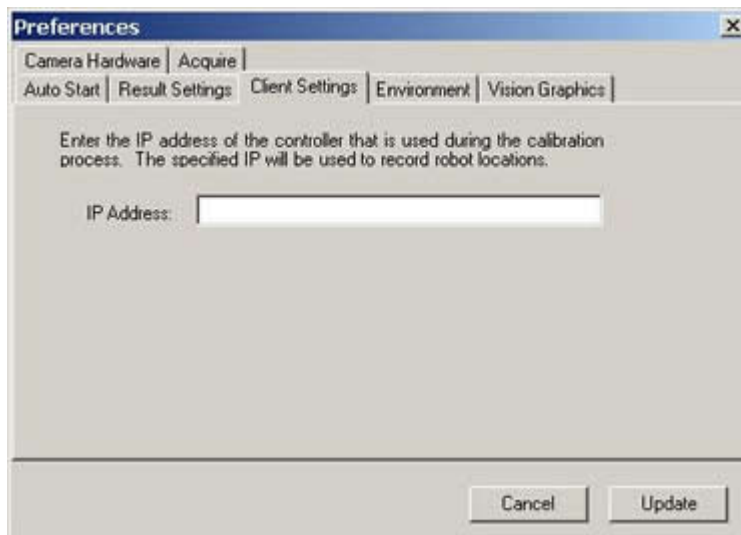 Preferences
Camera Hardware Acquire
Auto Start Result Settings Client Settings Environment Vision Graphics
Enter the IP address of the controller that is used during the calibration
process. The specified IP will be used to record robot locations.
IP Address:
Cancel Update